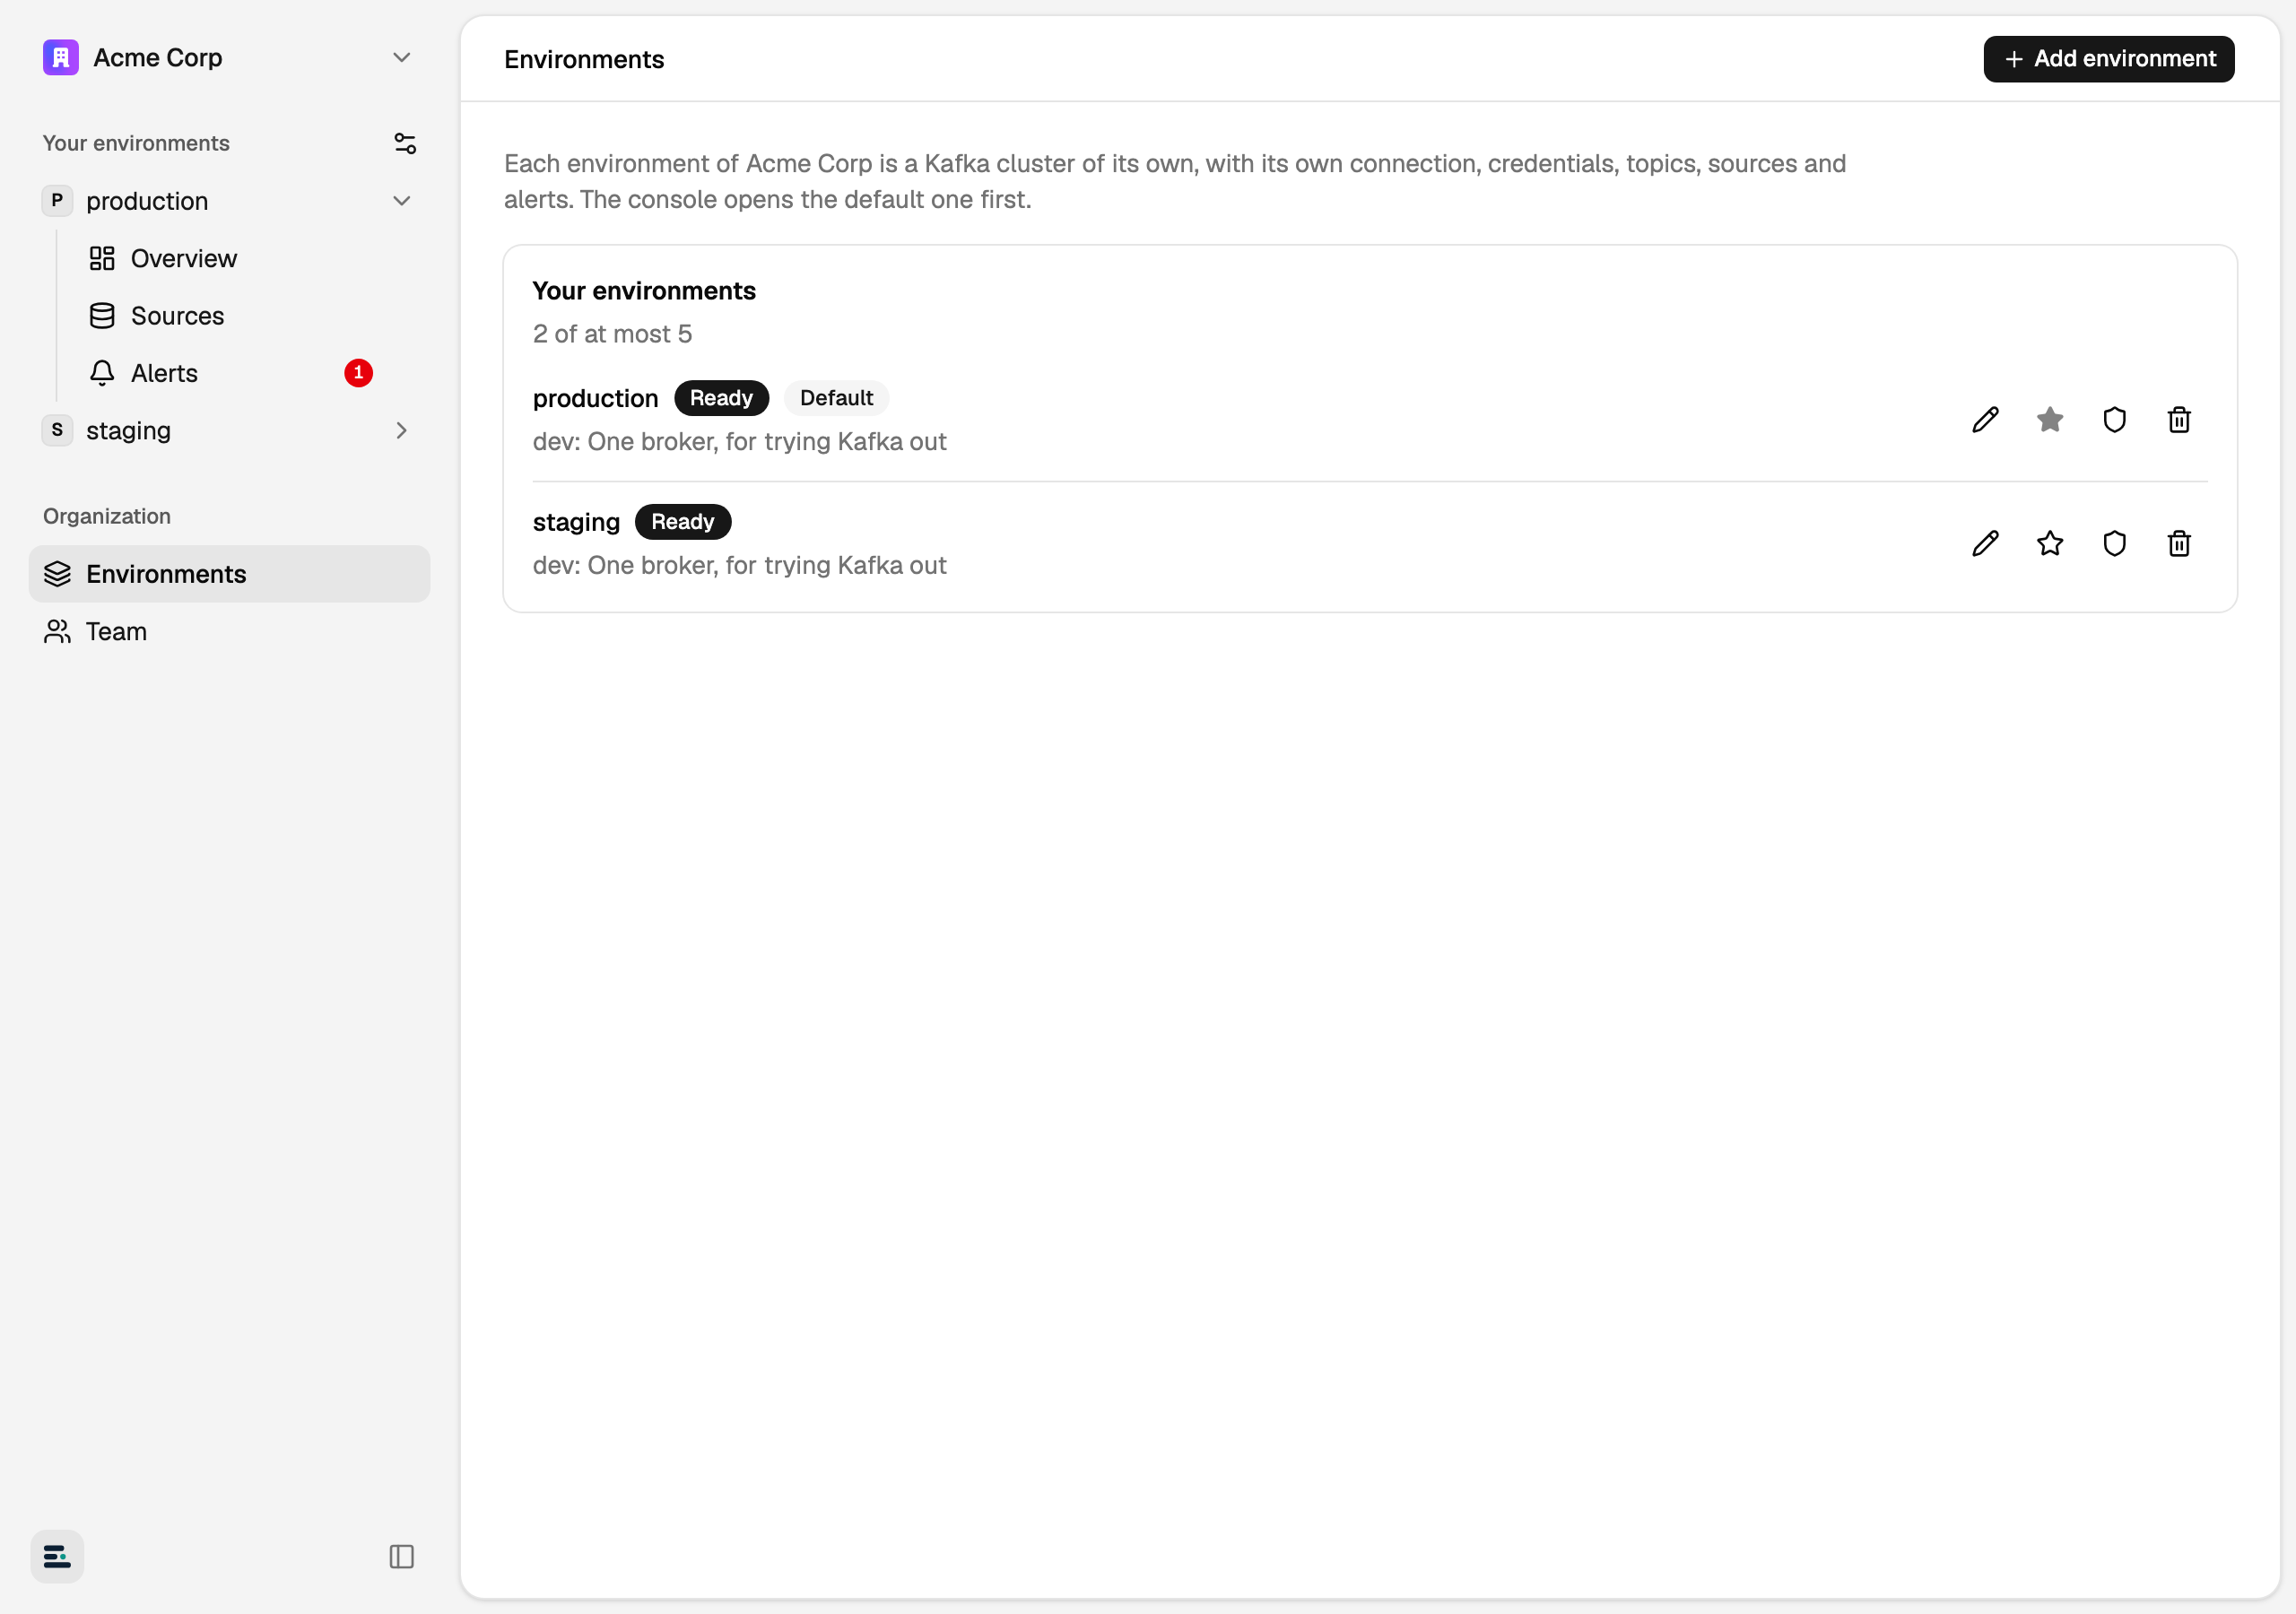 Acme Corp
Your environments
P production
Overview
Sources
Alerts 1
S staging
Organization
Environments
Team
Environments
+ Add environment
Each environment of Acme Corp is a Kafka cluster of its own, with its own connection, credentials, topics, sources and
alerts. The console opens the default one first.
Your environments
2 of at most 5
production Ready Default
dev: One broker, for trying Kafka out
staging Ready
dev: One broker, for trying Kafka out